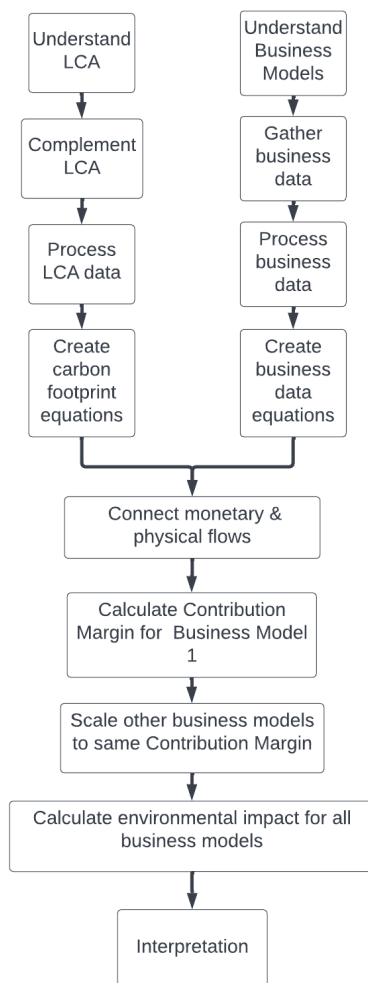 Understand
LCA
Complement
LCA
Process
LCA data
Create
carbon
footprint
equations
Understand
Business
Models
Gather
business
data
Process
business
data
Create
business
data
equations
Connect monetary &
physical flows
Calculate Contribution
Margin for  Business Model
1
Scale other business models
to same Contribution Margin
Calculate environmental impact for all
business models
Interpretation